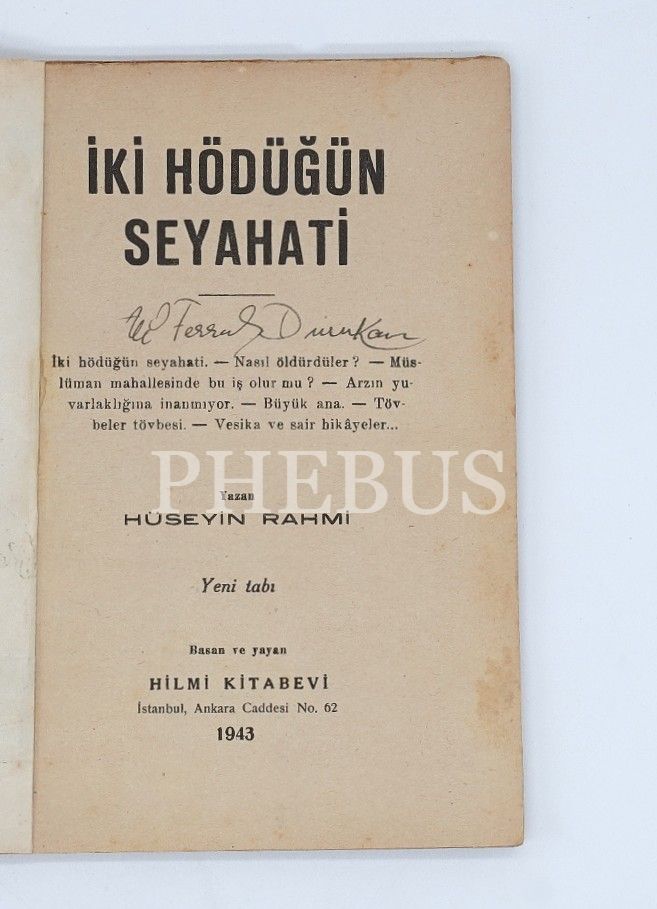 İKİ HÖDÜĞÜN
SEYAHATİ
Ferruh Durukan
İki hödüğün seyahati. — Nasıl öldürdüler? — Müs-
lüman mahallesinde bu iş olur mu? — Arzın yu-
varlaklığına inanmıyor. — Büyük ana. — Töv-
beler tövbesi. — Vesika ve sair hikâyeler...
PHEBUS
Yazan
HÜSEYİN RAHMİ
Yeni tabı
Basan ve yayan
HİLMİ KİTABEVİ
İstanbul, Ankara Caddesi No. 62
1943